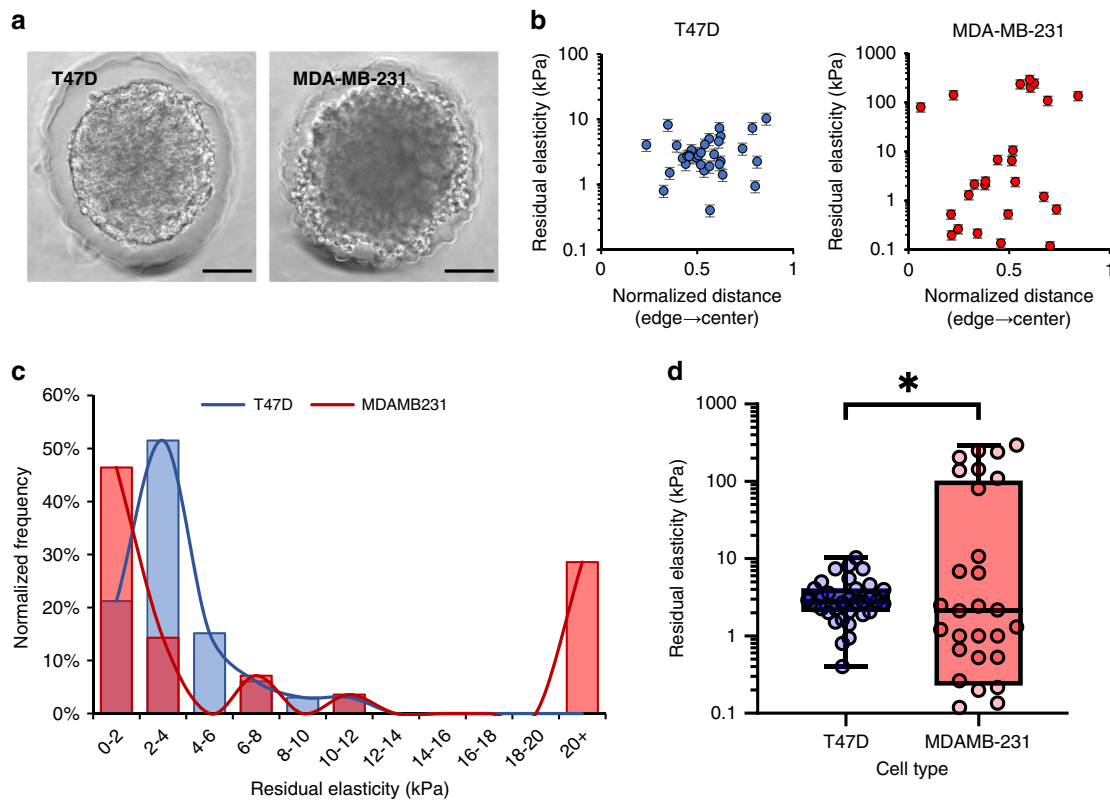 a
T47D
MDA-MB-231
b
T47D
Residual elasticity (kPa)
100
10
1
0.1
0
0.5
1
Normalized distance
(edge→center)
MDA-MB-231
Residual elasticity (kPa)
1000
100
10
1
0.1
0
0.5
1
Normalized distance
(edge→center)
c
T47D
MDAMB231
Normalized frequency
60%
50%
40%
30%
20%
10%
0%
0-2
2-4
4-6
6-8
8-10
10-12
12-14
14-16
16-18
18-20
20+
Residual elasticity (kPa)
d
*
Residual elasticity (kPa)
1000
100
10
1
0.1
T47D
MDAMB-231
Cell type